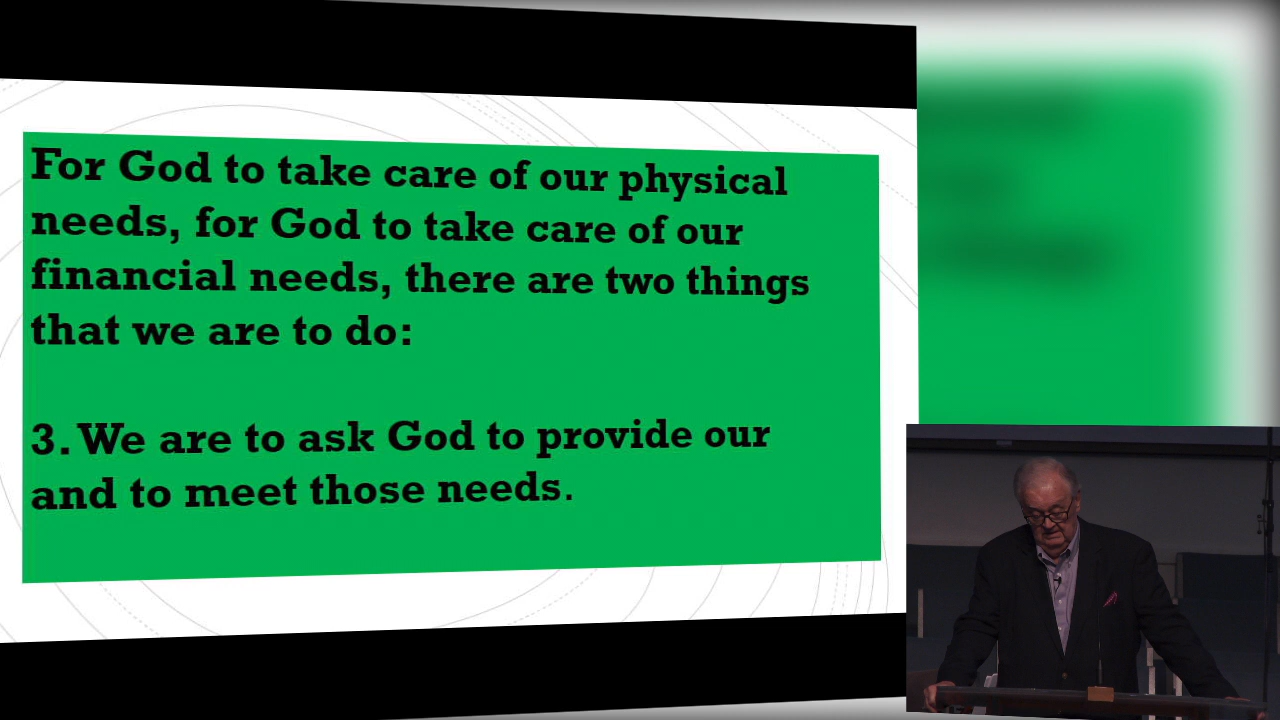 For God to take care of our physical
needs, for God to take care of our
financial needs, there are two things
that we are to do:
3. We are to ask God to provide our
and to meet those needs.